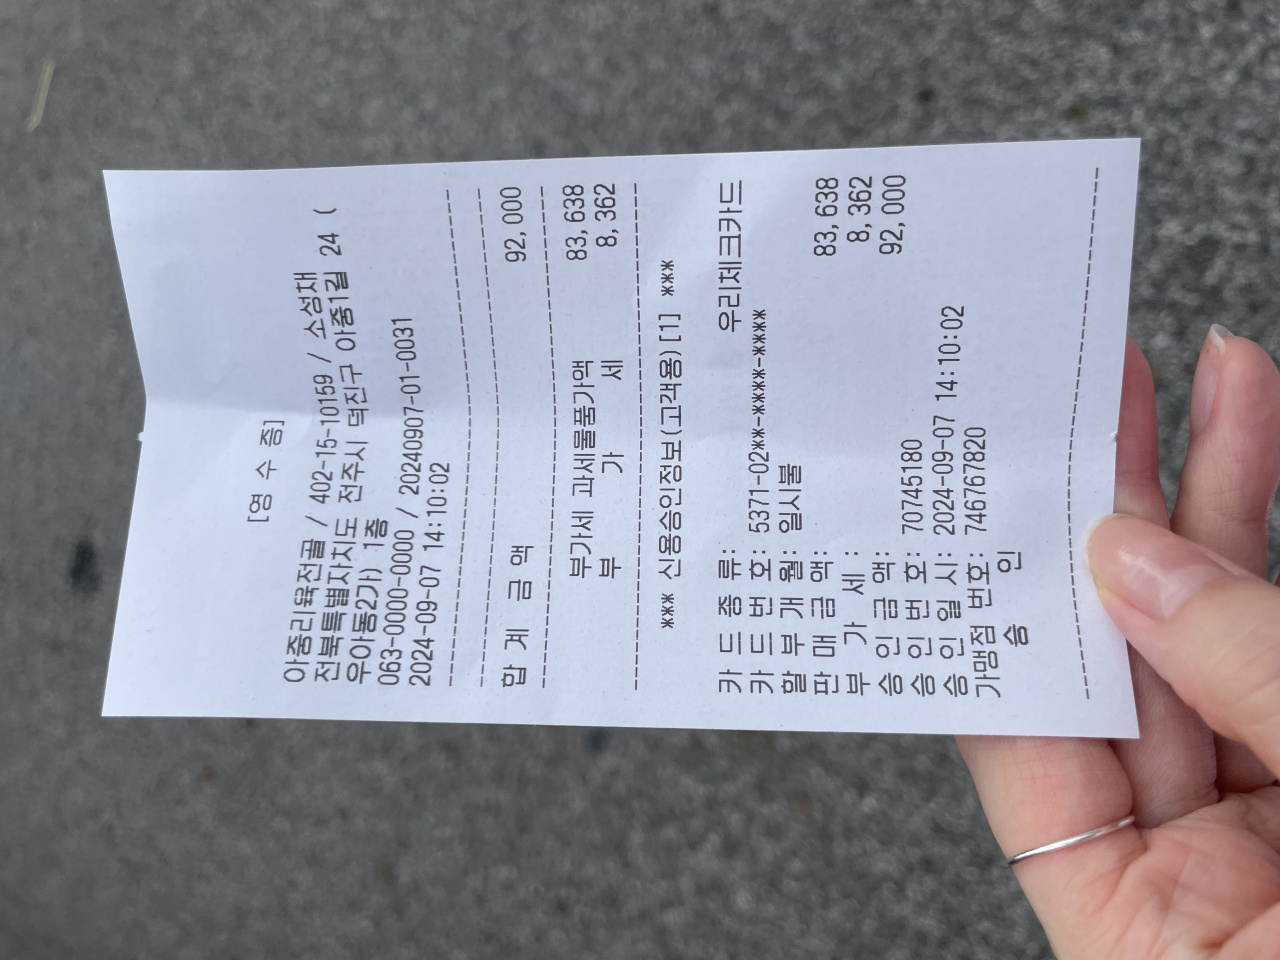 [영 수 증]
아중리육전골 / 402-15-10159 / 소성재
전북특별자치도 전주시 덕진구 아중1길 24 (
우아동2가) 1층
063-0000-0000 / 20240907-01-0031
2024-09-07 14:10:02
합 계 금 액 92,000
부가세 과세물품가액 83,638
부 가 세 8,362
*** 신용승인정보(고객용) [1] ***
카 드 종 류: 우리체크카드
카 드 번 호: 5371-02**-****-****
할 부 개 월: 일시불
판 매 금 액: 83,638
부 가 세 : 8,362
승 인 금 액: 92,000
승 인 번 호: 70745180
승 인 일 시: 2024-09-07 14:10:02
가맹점 번호: 746767820
승 인